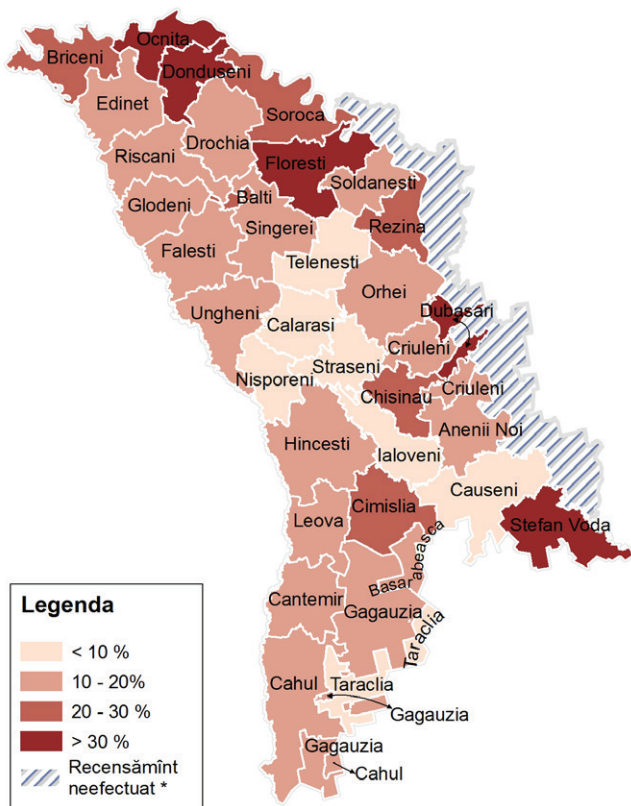 Ocnita
Briceni
Donduseni
Edinet
Soroca
Drochia
Riscani
Floresti
Soldanesti
Glodeni
Balti
Singerei
Rezina
Falesti
Telenesti
Orhei
Ungheni
Dubasari
Calarasi
Criuleni
Straseni
Nisporeni
Chisinau
Criuleni
Anenii Noi
Hincesti
Ialoveni
Causeni
Cimislia
Leova
Stefan Voda
Basarabeasca
Cantemir
Gagauzia
Taraclia
Cahul
Taraclia
Gagauzia
Gagauzia
Cahul
Legenda
< 10 %
10 - 20%
20 - 30 %
> 30 %
Recensămînt
neefectuat *